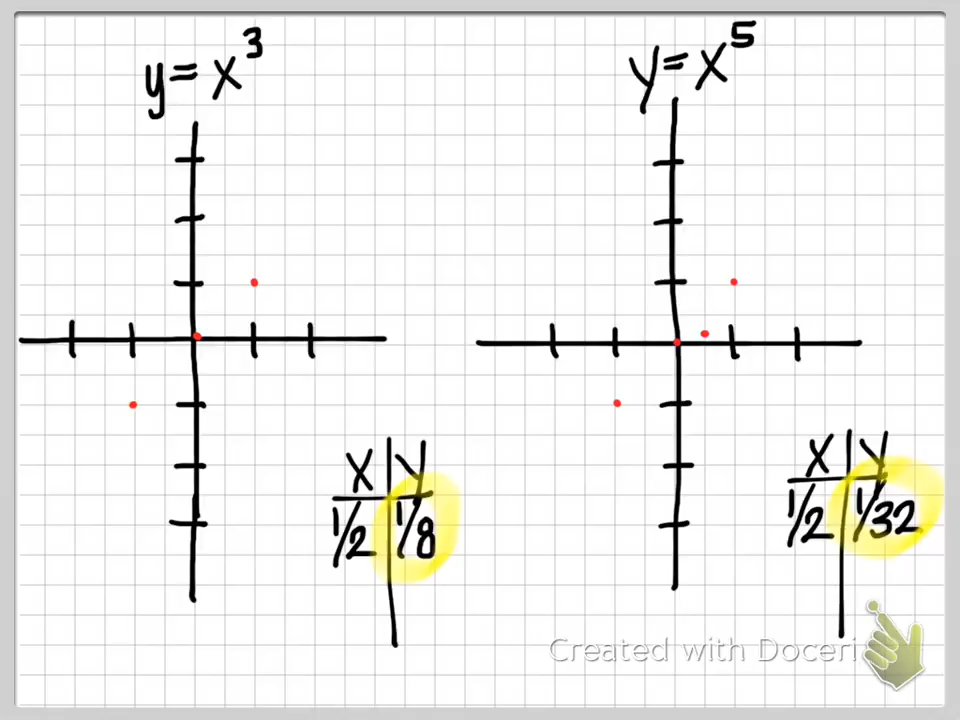 y = x³
y = x⁵
x y
1/2 1/8
x y
1/2 1/32
Created with Doceri